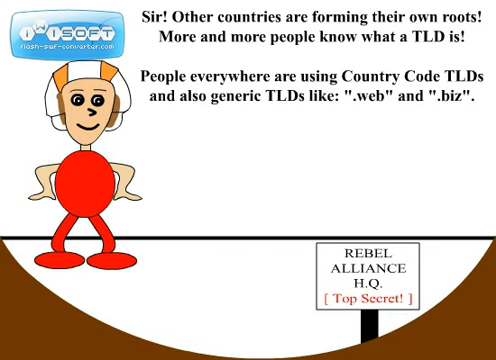 iWiSOFT
flash-swf-converter.com
Sir! Other countries are forming their own roots!
More and more people know what a TLD is!
People everywhere are using Country Code TLDs
and also generic TLDs like: ".web" and ".biz".
REBEL
ALLIANCE
H.Q.
[ Top Secret! ]